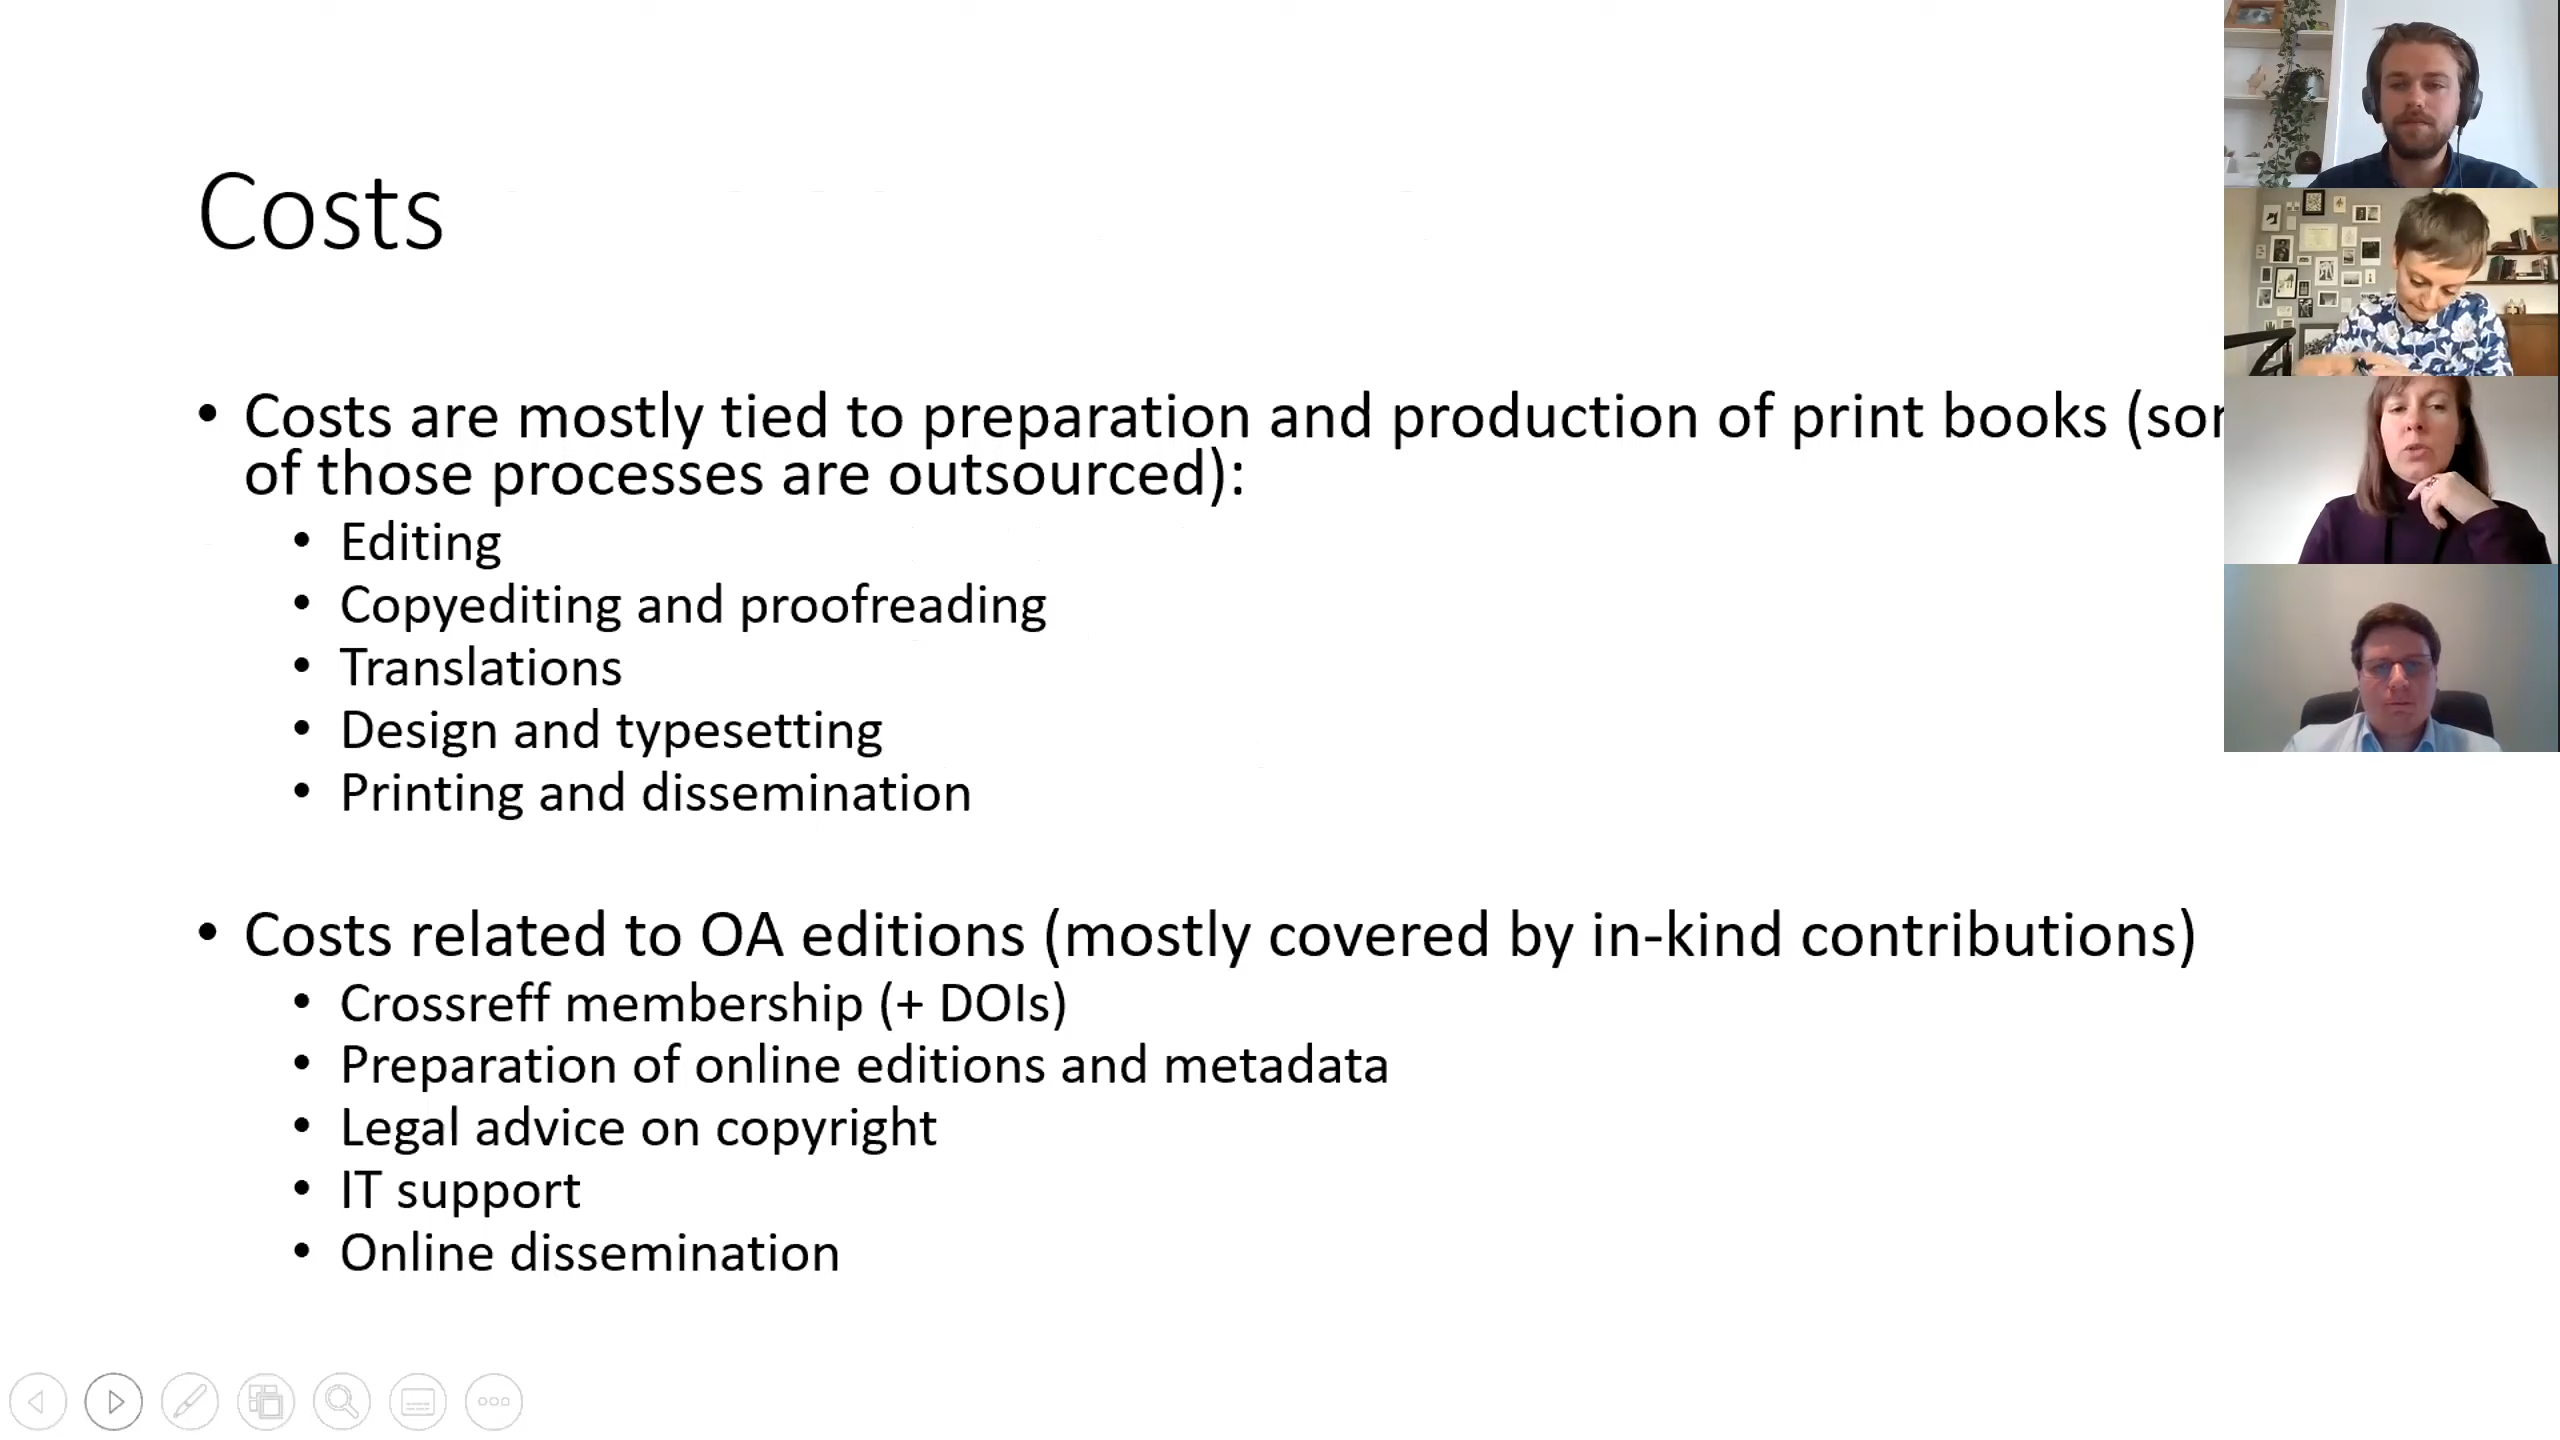 Costs
• Costs are mostly tied to preparation and production of print books
of those processes are outsourced):
• Editing
• Copyediting and proofreading
• Translations
• Design and typesetting
• Printing and dissemination
• Costs related to OA editions (mostly covered by in-kind contributions)
• Crossreff membership (+ DOIs)
• Preparation of online editions and metadata
• Legal advice on copyright
• IT support
• Online dissemination